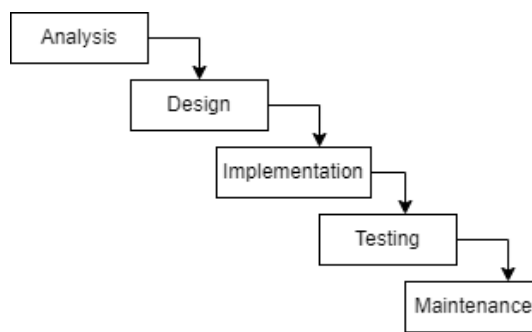 Analysis
Design
Implementation
Testing
Maintenance